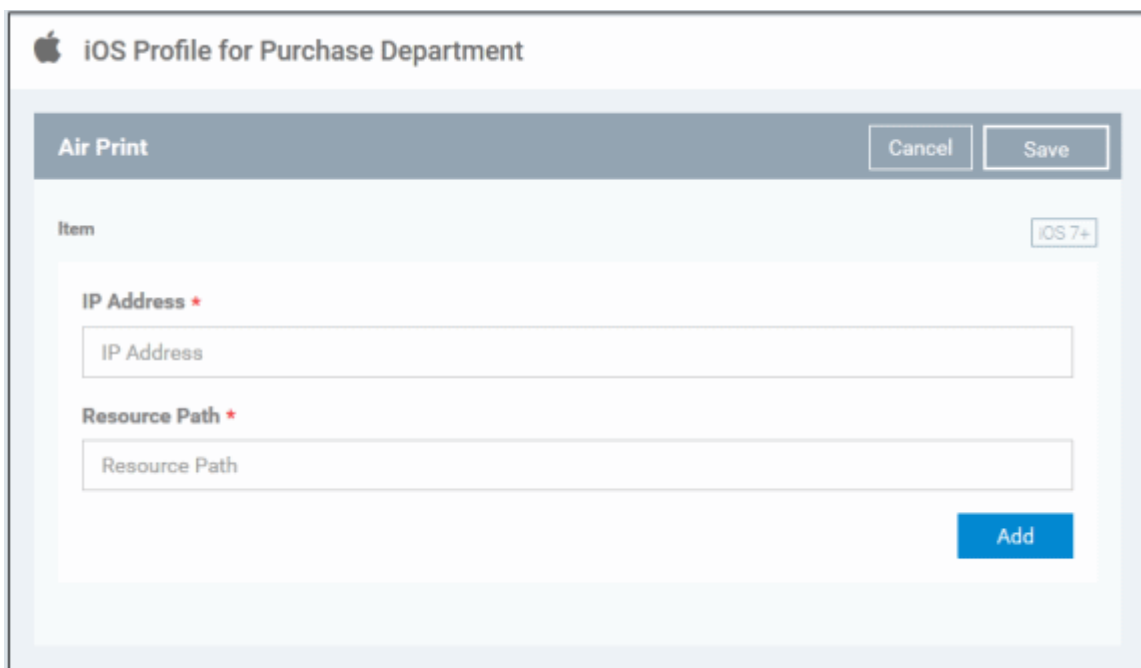 iOS Profile for Purchase Department
Air Print
Cancel
Save
Item
iOS 7+
IP Address *
IP Address
Resource Path *
Resource Path
Add